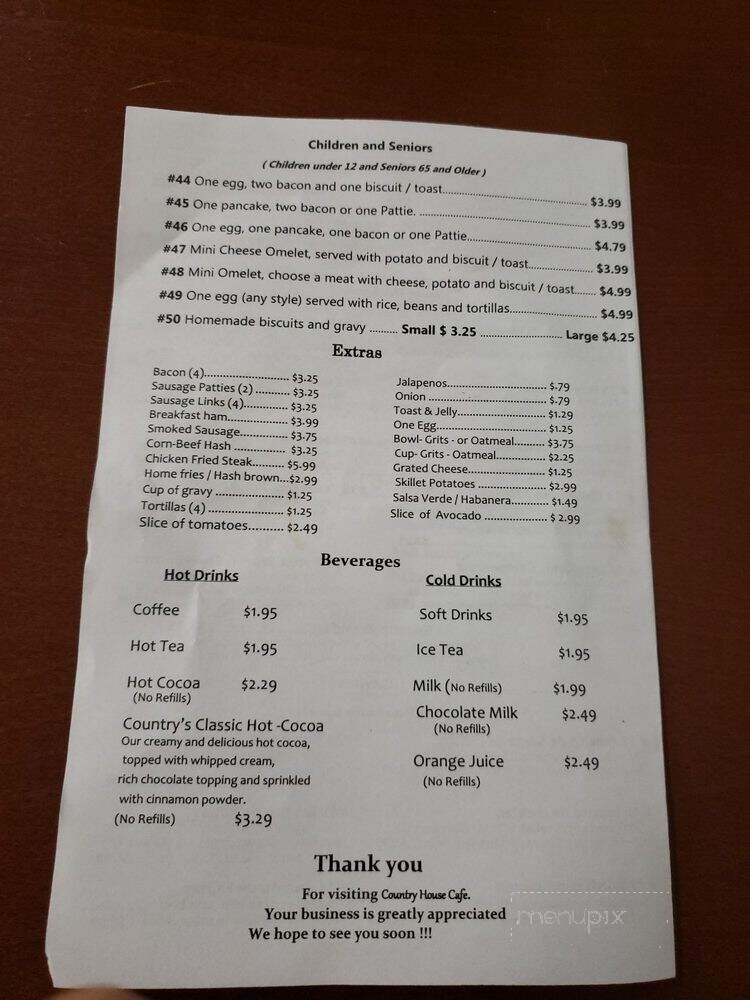 Children and Seniors
( Children under 12 and Seniors 65 and Older )
#44 One egg, two bacon and one biscuit / toast.................................... $3.99
#45 One pancake, two bacon or one Pattie. ............................................ $3.99
#46 One egg, one pancake, one bacon or one Pattie................................ $4.79
#47 Mini Cheese Omelet, served with potato and biscuit / toast................. $3.99
#48 Mini Omelet, choose a meat with cheese, potato and biscuit / toast....... $4.99
#49 One egg (any style) served with rice, beans and tortillas....................... $4.99
#50 Homemade biscuits and gravy .......... Small $ 3.25 ........................ Large $4.25
Extras
Bacon (4)......................... $3.25
Sausage Patties (2) ........... $3.25
Sausage Links (4).............. $3.25
Breakfast ham................... $3.99
Smoked Sausage............... $3.75
Corn-Beef Hash ................ $3.25
Chicken Fried Steak.......... $5.99
Home fries / Hash brown...$2.99
Cup of gravy ..................... $1.25
Tortillas (4) ....................... $1.25
Slice of tomatoes.......... $2.49
Jalapenos............................. $.79
Onion ................................... $.79
Toast & Jelly.......................... $1.29
One Egg................................. $1.25
Bowl- Grits - or Oatmeal......... $3.75
Cup- Grits - Oatmeal............... $2.25
Grated Cheese....................... $1.25
Skillet Potatoes .................... $2.99
Salsa Verde / Habanera............ $1.49
Slice of Avocado ................... $ 2.99
Beverages
Hot Drinks
Coffee $1.95
Hot Tea $1.95
Hot Cocoa $2.29
(No Refills)
Country's Classic Hot -Cocoa
Our creamy and delicious hot cocoa,
topped with whipped cream,
rich chocolate topping and sprinkled
with cinnamon powder.
(No Refills) $3.29
Cold Drinks
Soft Drinks $1.95
Ice Tea $1.95
Milk (No Refills) $1.99
Chocolate Milk $2.49
(No Refills)
Orange Juice $2.49
(No Refills)
Thank you
For visiting Country House Cafe.
Your business is greatly appreciated
We hope to see you soon !!!
menupix